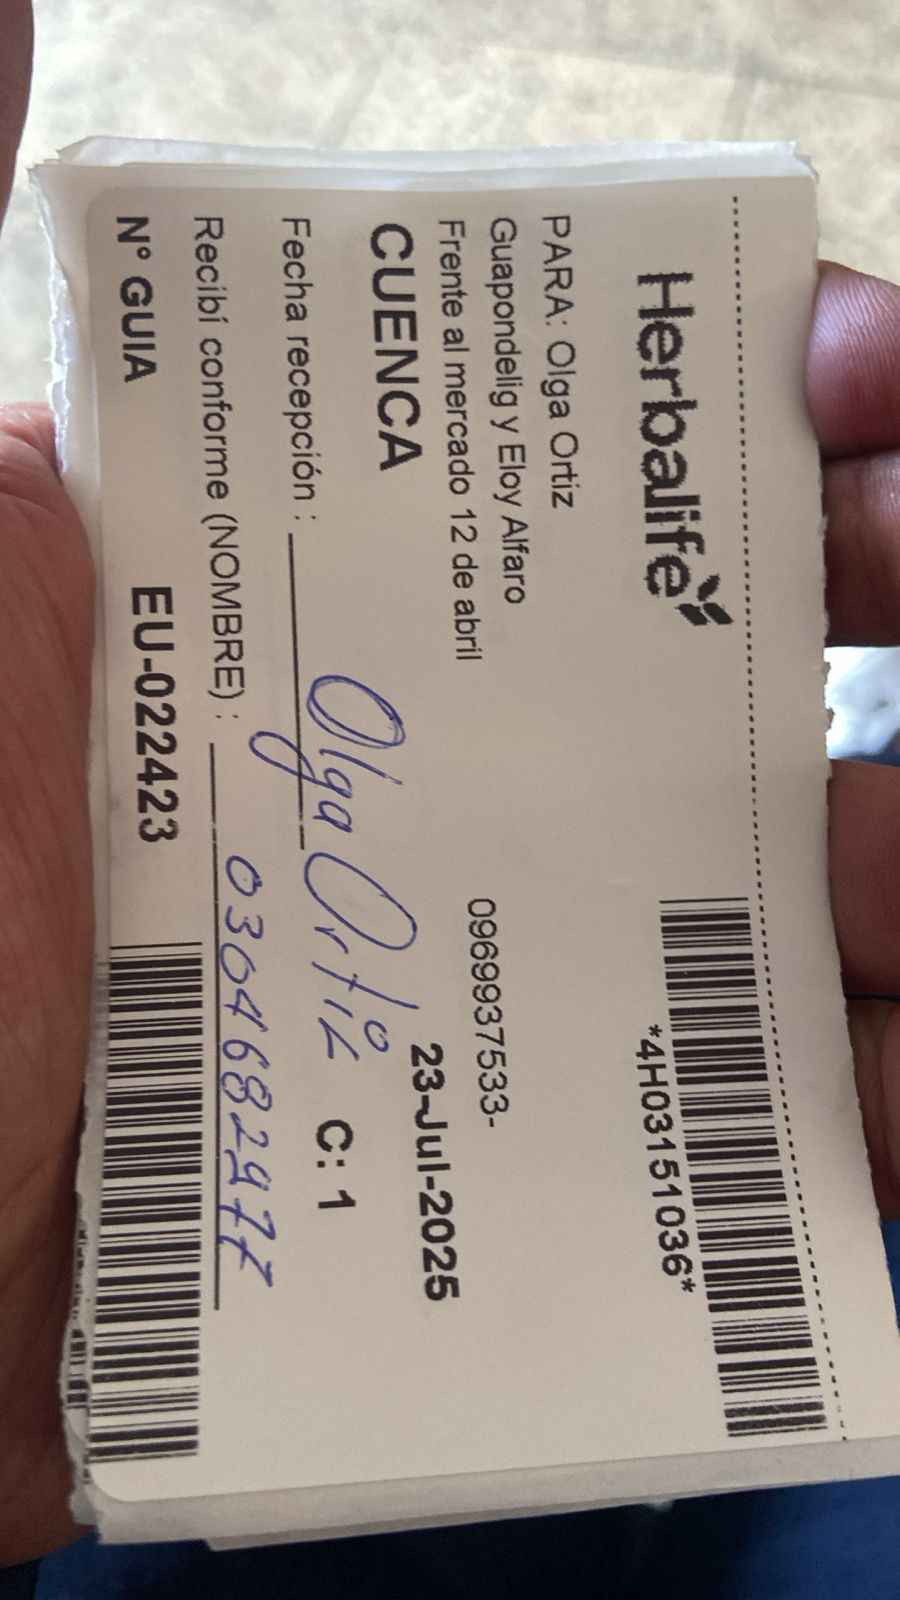 Herbalife
*4H03151036*
PARA: Olga Ortiz
Guapondelig y Eloy Alfaro
Frente al mercado 12 de abril
0969937533-
CUENCA
23-Jul-2025
Fecha recepción :
Olga Ortiz
C: 1
Recibí conforme (NOMBRE) :
0304682977
N° GUIA EU-022423